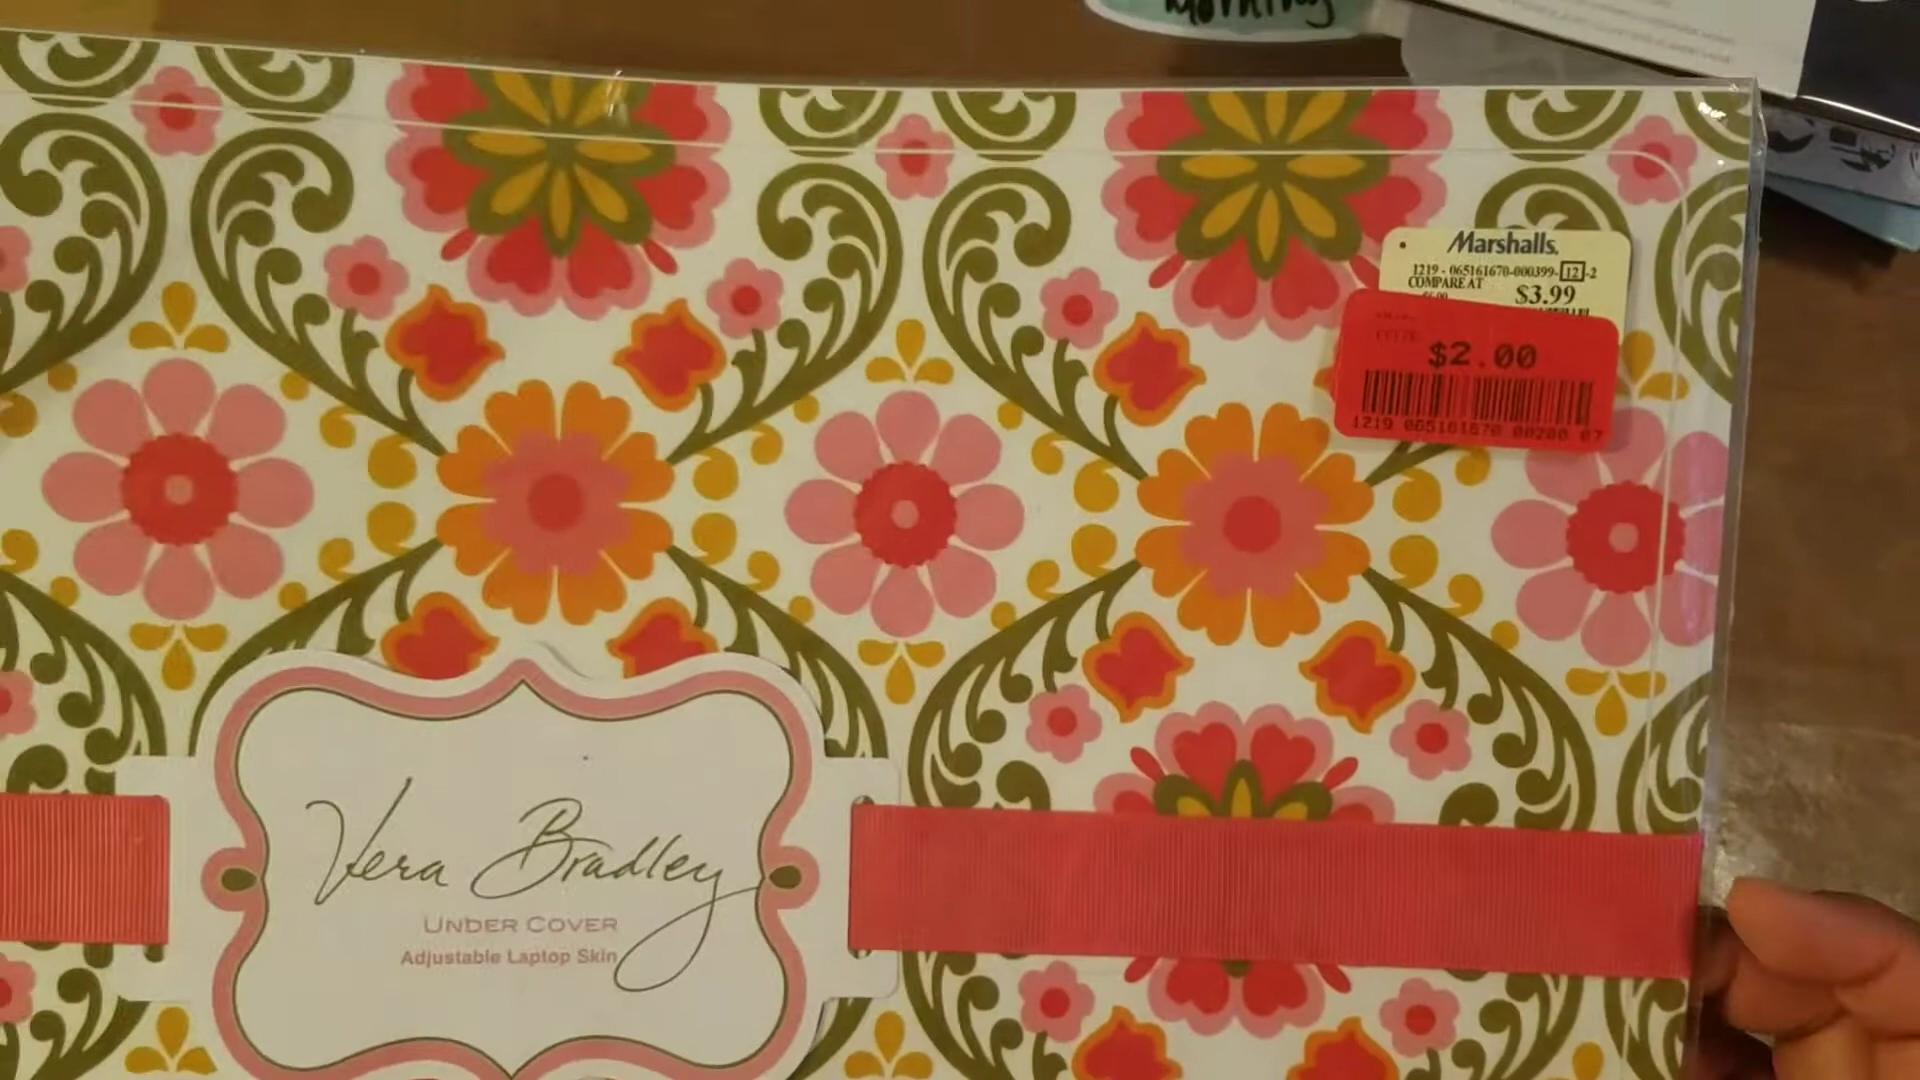 Morning
Marshalls.
1219 - 065161670-000399-12-2
COMPARE AT
$3.99
$2.00
1219 065161670 00200 07
Vera Bradley
UNDER COVER
Adjustable Laptop Skin